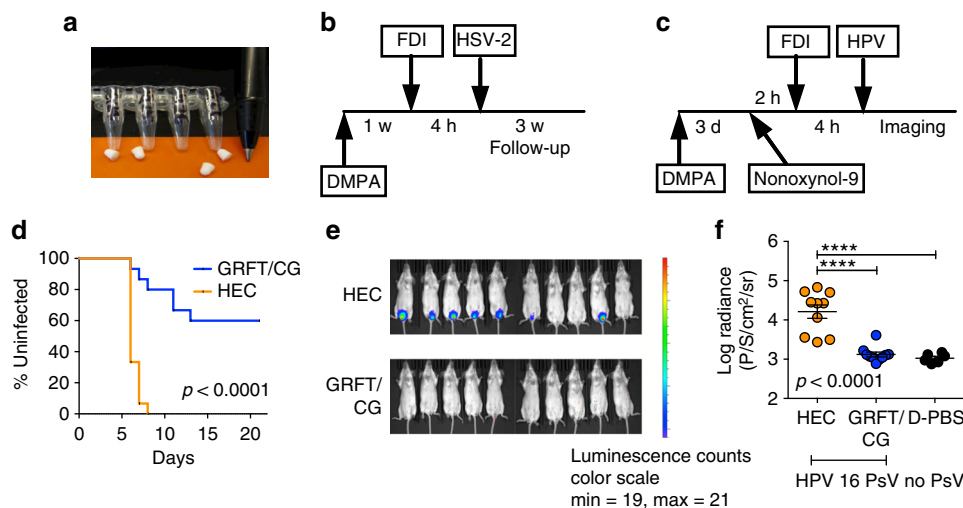 a
b
FDI
HSV-2
1 w
4 h
3 w
Follow-up
DMPA
c
FDI
HPV
2 h
3 d
4 h
Imaging
DMPA
Nonoxynol-9
d
% Uninfected
100
80
60
40
20
0
GRFT/CG
HEC
p < 0.0001
0
5
10
15
20
Days
e
HEC
GRFT/
CG
Luminescence counts
color scale
min = 19, max = 21
f
Log radiance
(P/S/cm²/sr)
6
5
4
3
2
****
****
p < 0.0001
HEC
GRFT/
CG
D-PBS
HPV 16 PsV
no PsV